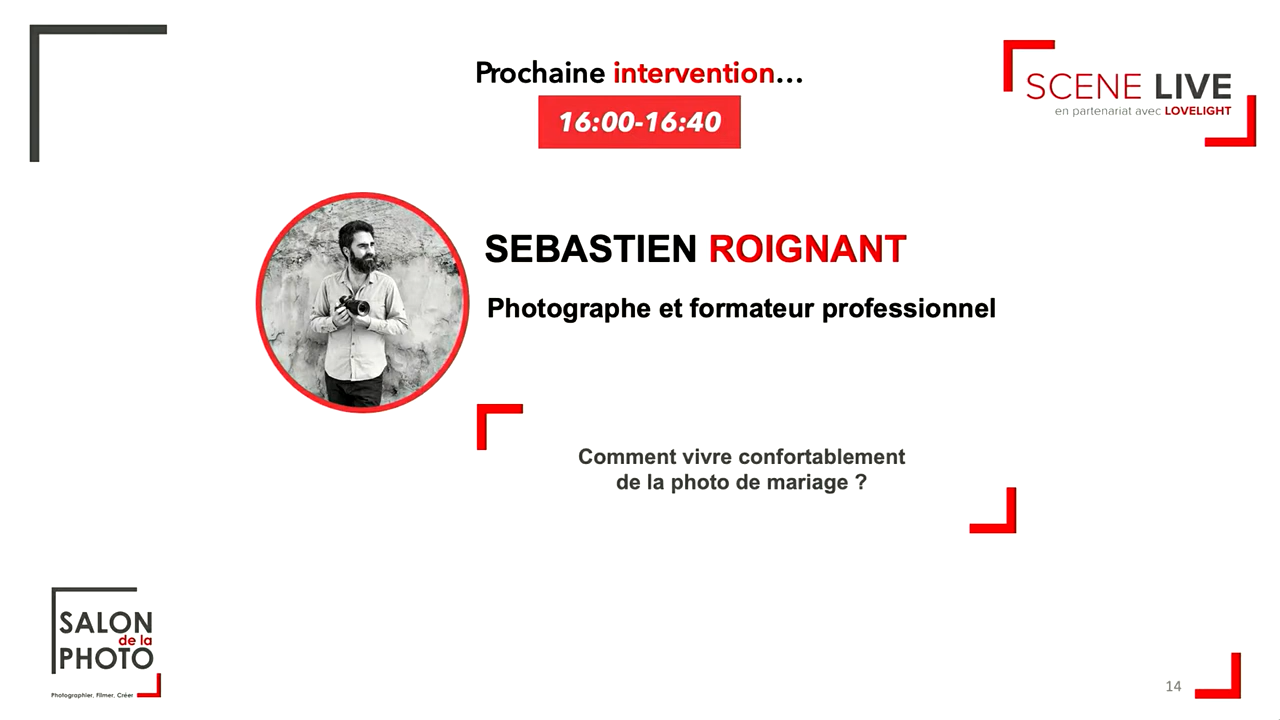 Prochaine intervention...
16:00-16:40
SCENE LIVE
en partenariat avec LOVELIGHT
SEBASTIEN ROIGNANT
Photographe et formateur professionnel
Comment vivre confortablement
de la photo de mariage ?
SALON
de la
PHOTO
Photographier, Filmer, Créer
14